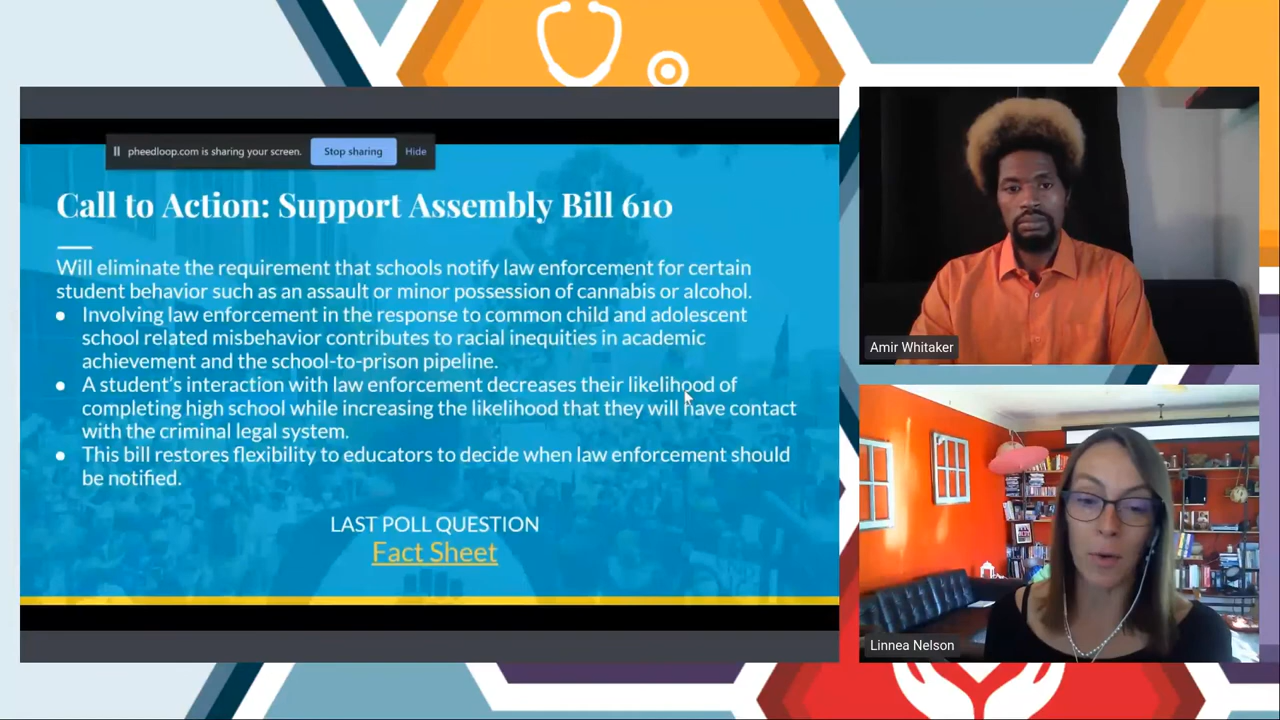 pheedloop.com is sharing your screen. Stop sharing Hide
Call to Action: Support Assembly Bill 610
Will eliminate the requirement that schools notify law enforcement for certain
student behavior such as an assault or minor possession of cannabis or alcohol.
● Involving law enforcement in the response to common child and adolescent
school related misbehavior contributes to racial inequities in academic
achievement and the school-to-prison pipeline.
● A student's interaction with law enforcement decreases their likelihood of
completing high school while increasing the likelihood that they will have contact
with the criminal legal system.
● This bill restores flexibility to educators to decide when law enforcement should
be notified.
LAST POLL QUESTION
Fact Sheet
Amir Whitaker
Linnea Nelson